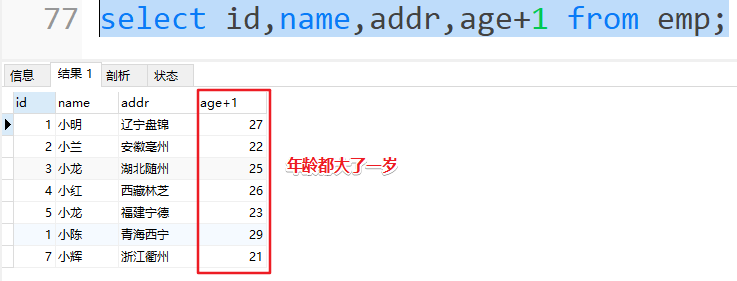 77 select id,name,addr,age+1 from emp;
信息 结果 1 剖析 状态
id name addr age+1
1 小明 辽宁盘锦 27
2 小兰 安徽亳州 22
3 小龙 湖北随州 25
4 小红 西藏林芝 26
5 小龙 福建宁德 23
1 小陈 青海西宁 29
7 小辉 浙江衢州 21
年龄都大了一岁